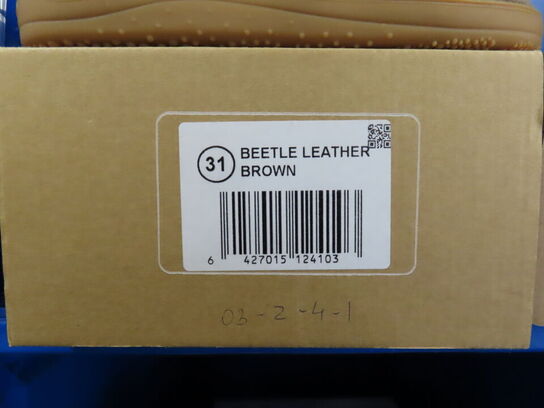 31
BEETLE LEATHER
BROWN
6 427015 124103
03-2-4-1